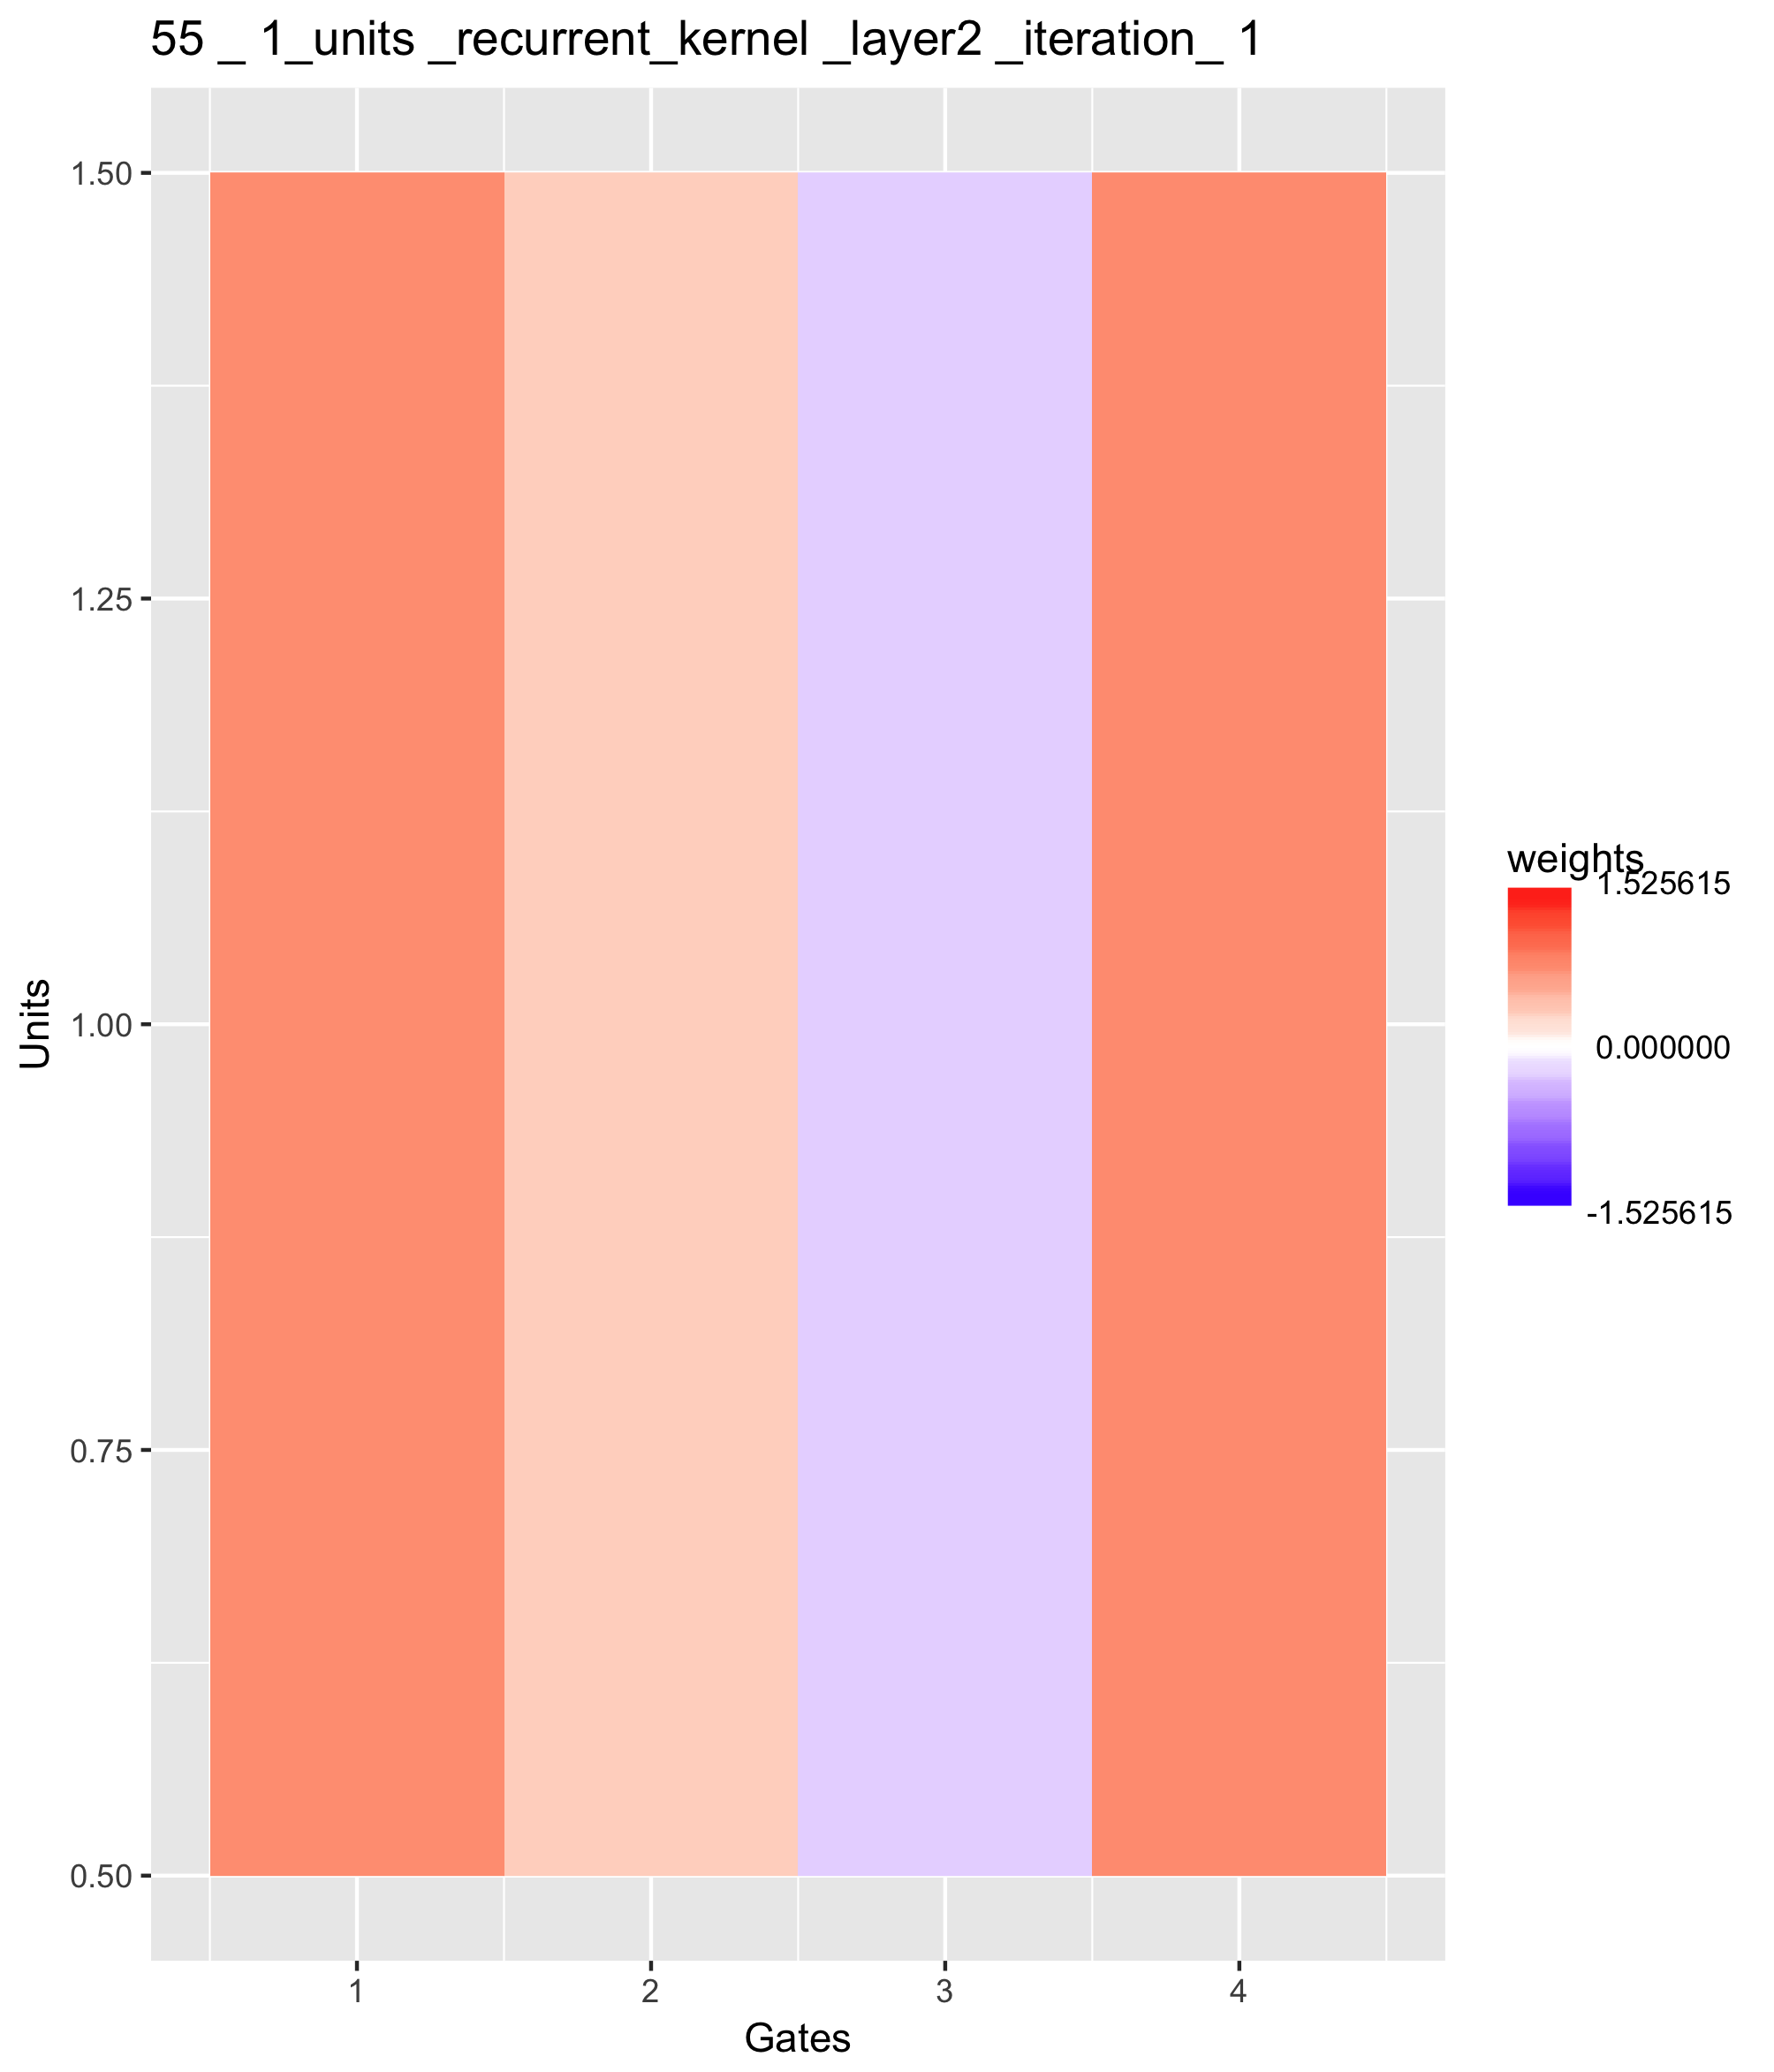 55 _ 1_units _recurrent_kernel _layer2 _iteration_ 1
1.50
1.25
1.00
0.75
0.50
Units
1 2 3 4
Gates
weights
1.525615
0.000000
-1.525615